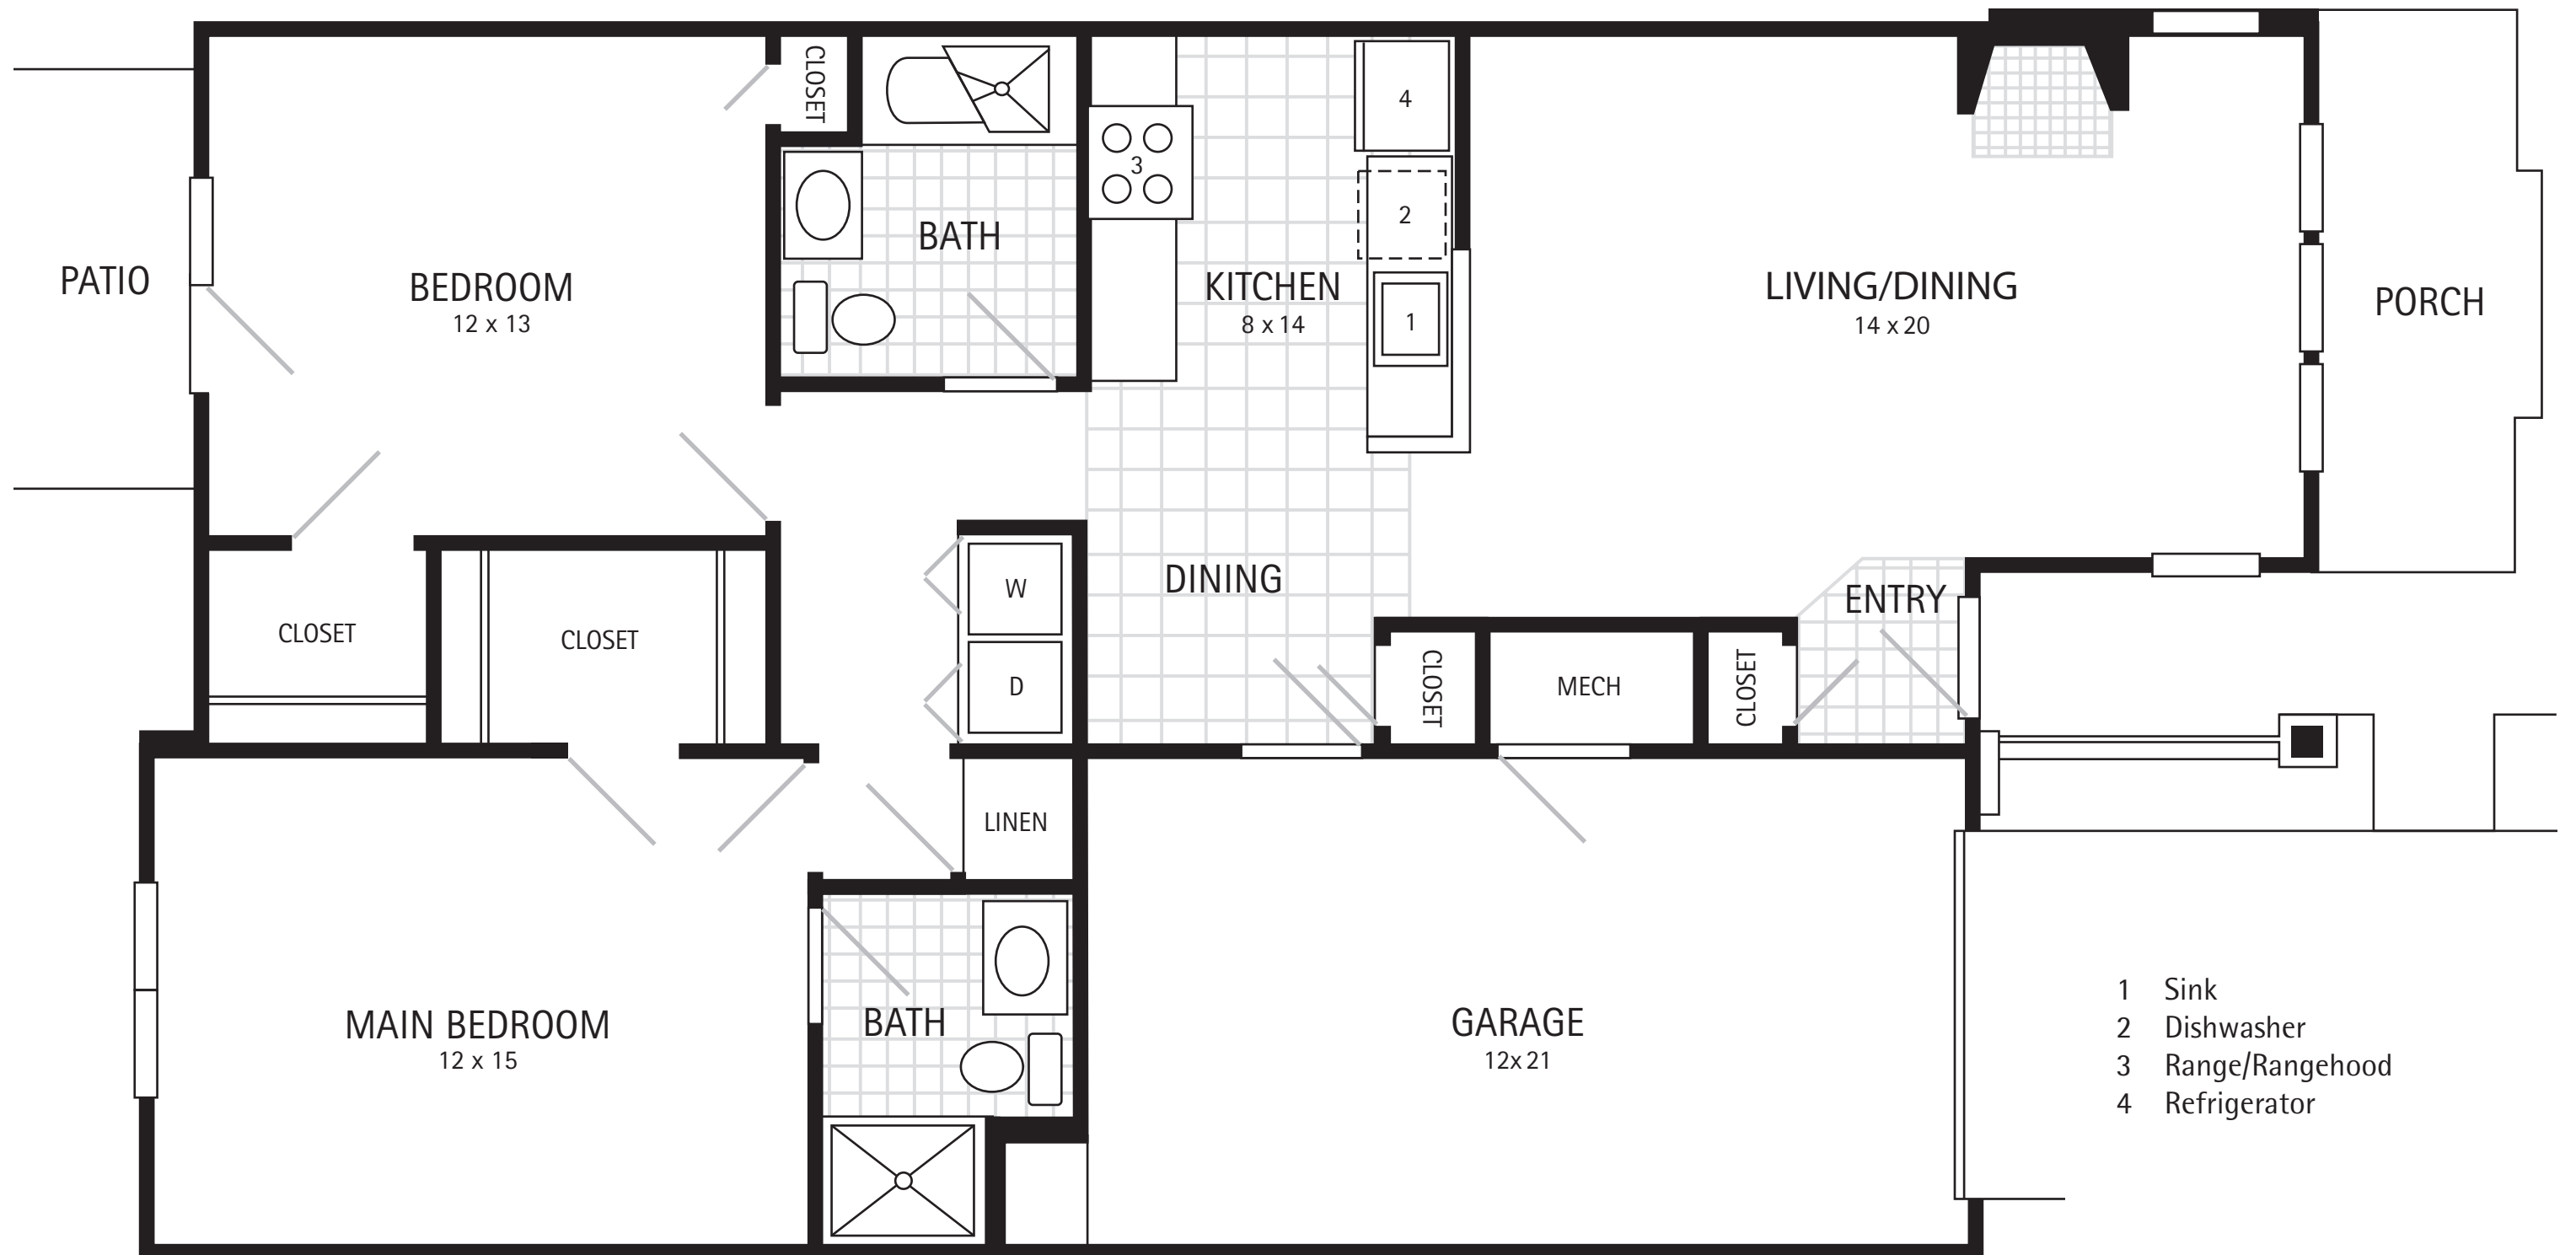 CLOSET
4
3
2
BATH
PATIO
BEDROOM
12 x 13
KITCHEN
8 x 14
1
LIVING/DINING
14 x 20
PORCH
W
DINING
ENTRY
CLOSET
CLOSET
D
CLOSET
MECH
CLOSET
LINEN
MAIN BEDROOM
12 x 15
BATH
GARAGE
12x 21
1 Sink
2 Dishwasher
3 Range/Rangehood
4 Refrigerator